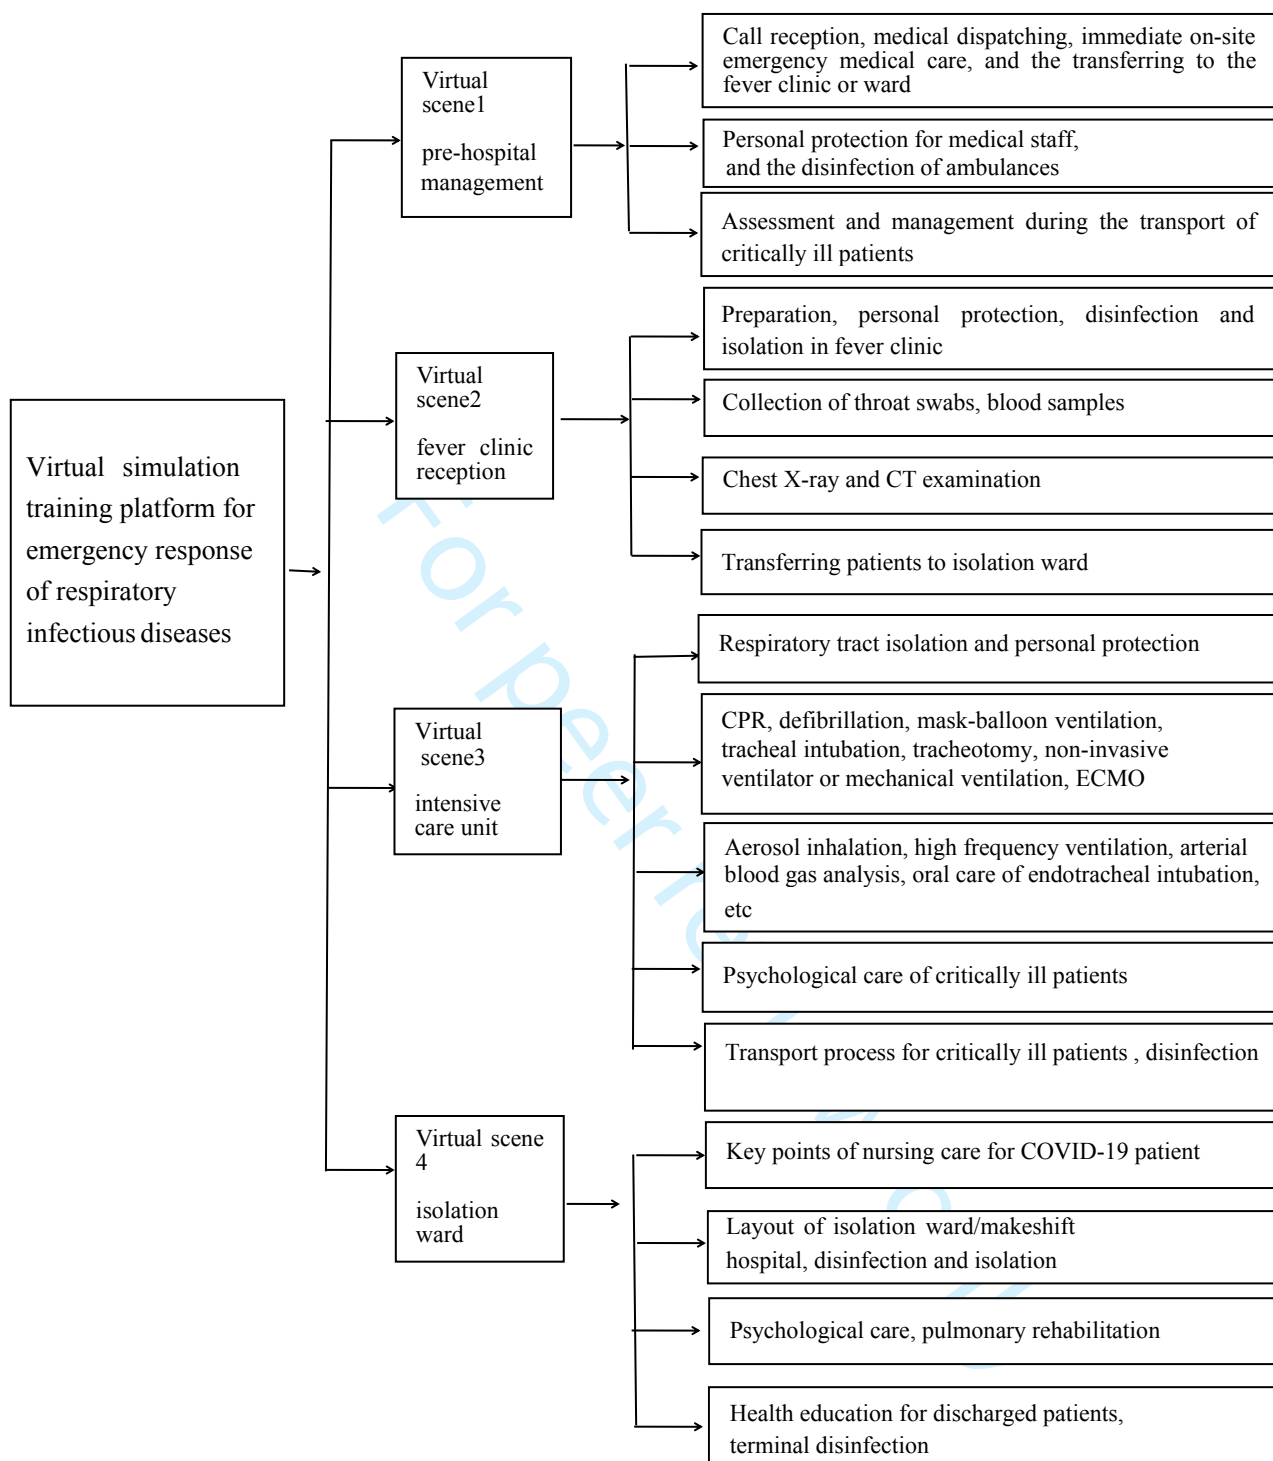 Virtual simulation
training platform for
emergency response
of respiratory
infectious diseases
Virtual
scene1
pre-hospital
management
Call reception, medical dispatching, immediate on-site
emergency medical care, and the transferring to the
fever clinic or ward
Personal protection for medical staff,
and the disinfection of ambulances
Assessment and management during the transport of
critically ill patients
Virtual
scene2
fever clinic
reception
Preparation, personal protection, disinfection and
isolation in fever clinic
Collection of throat swabs, blood samples
Chest X-ray and CT examination
Transferring patients to isolation ward
Virtual
scene3
intensive
care unit
Respiratory tract isolation and personal protection
CPR, defibrillation, mask-balloon ventilation,
tracheal intubation, tracheotomy, non-invasive
ventilator or mechanical ventilation, ECMO
Aerosol inhalation, high frequency ventilation, arterial
blood gas analysis, oral care of endotracheal intubation,
etc
Psychological care of critically ill patients
Transport process for critically ill patients , disinfection
Virtual scene
4
isolation
ward
Key points of nursing care for COVID-19 patient
Layout of isolation ward/makeshift
hospital, disinfection and isolation
Psychological care, pulmonary rehabilitation
Health education for discharged patients,
terminal disinfection
For peer